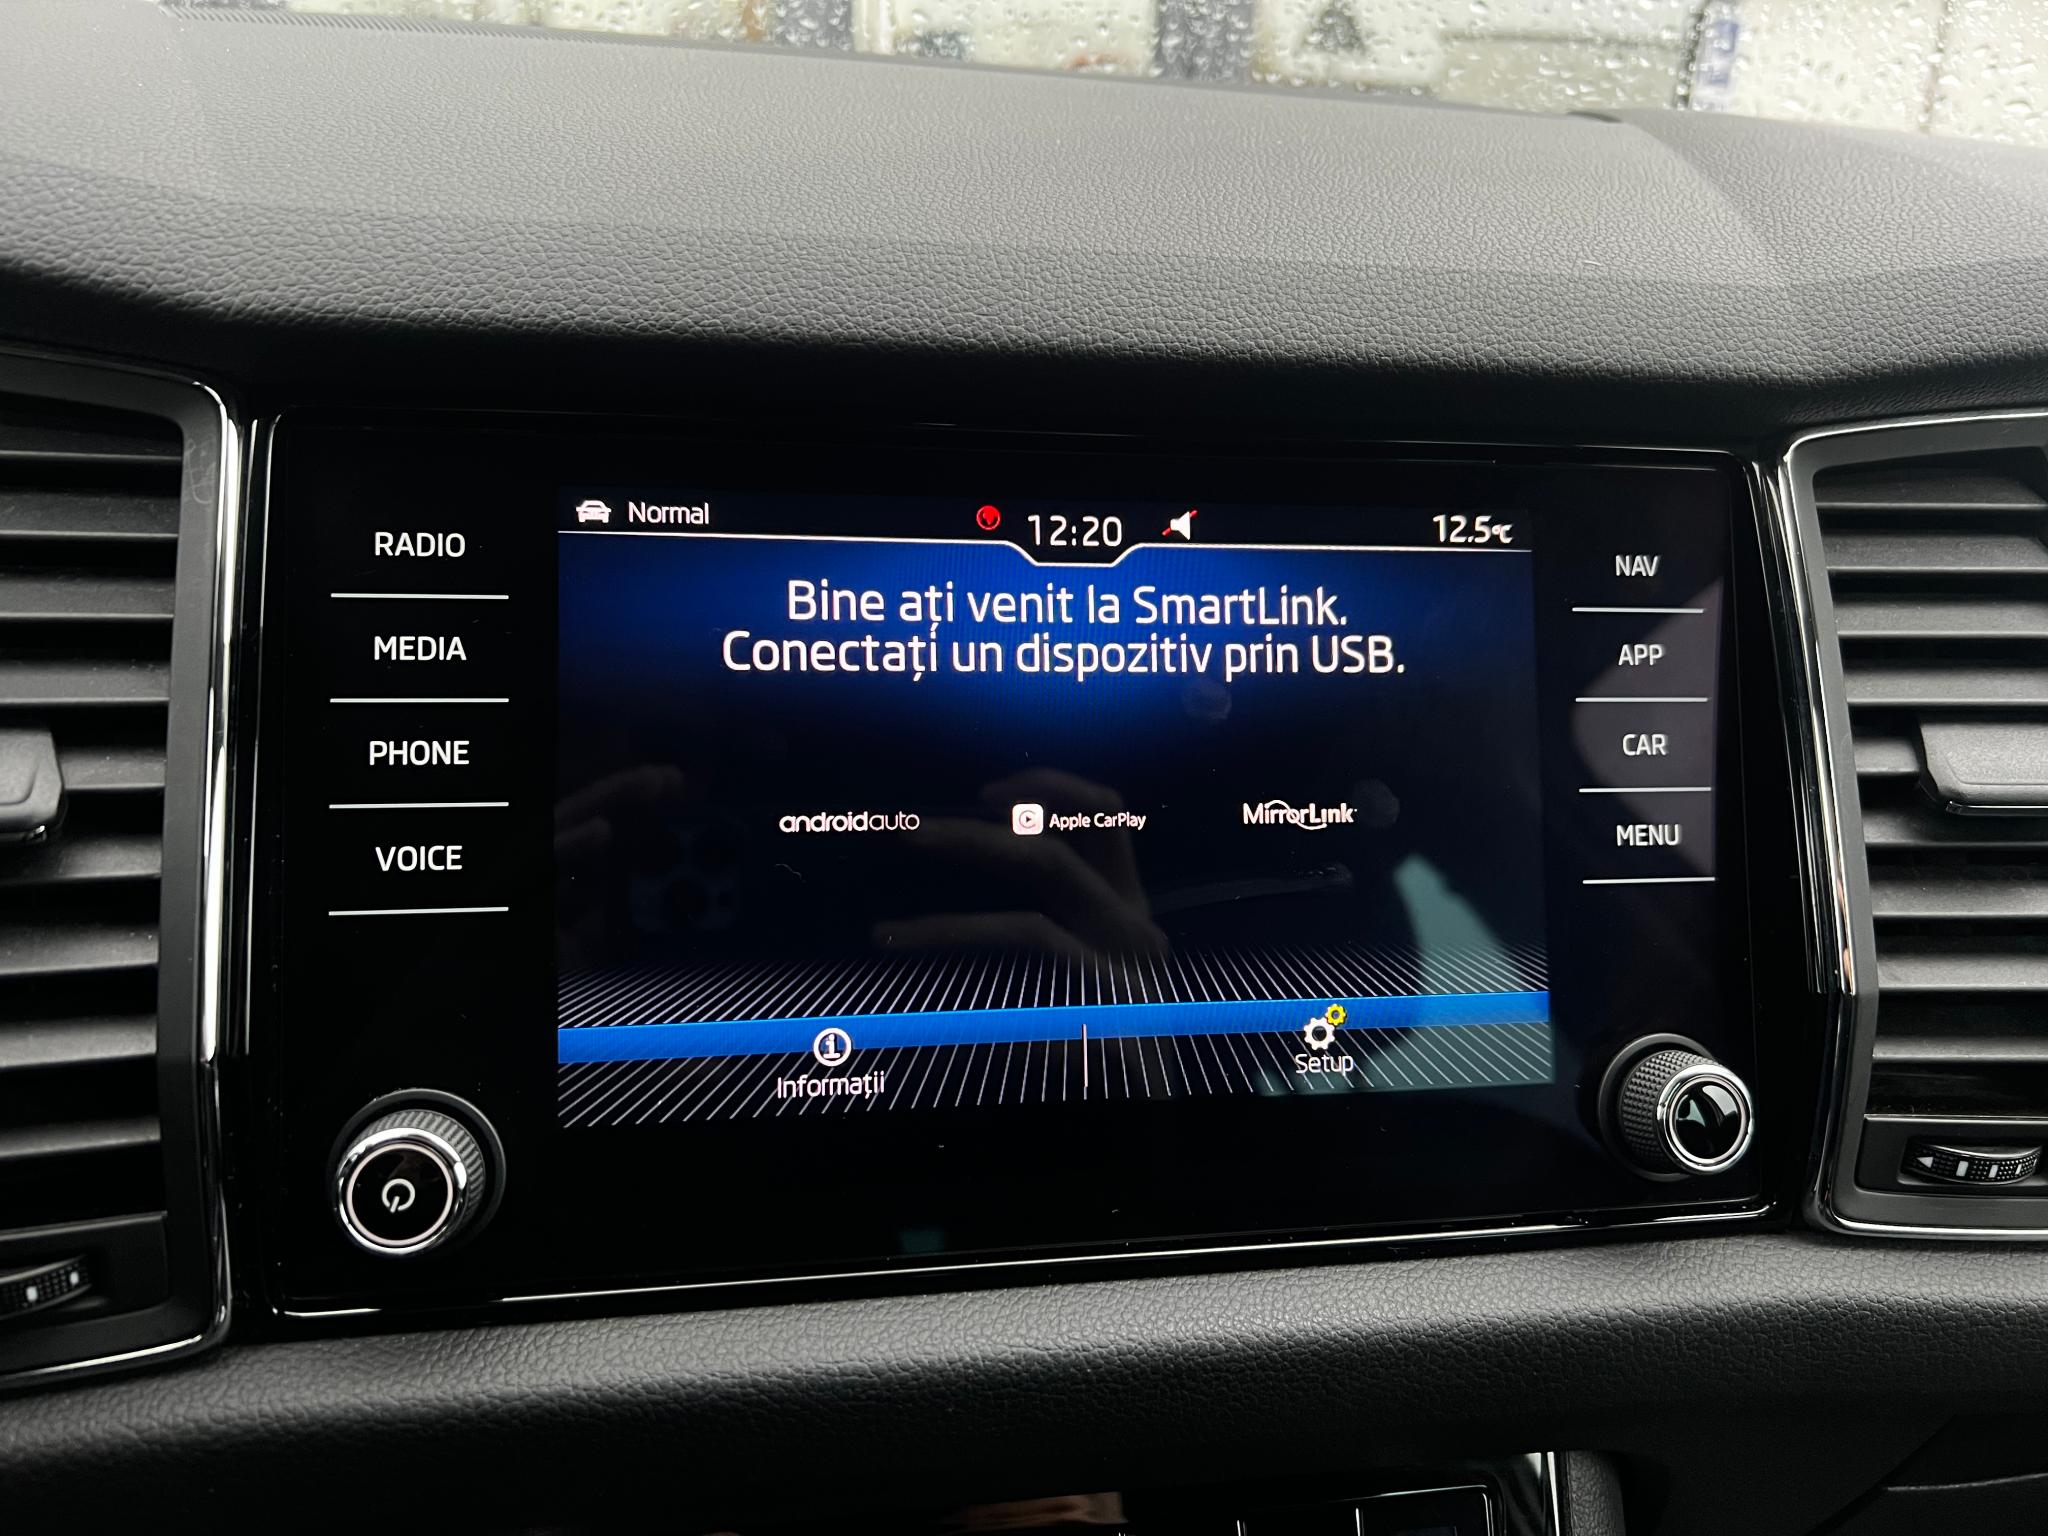 Normal
12:20
12.5°C
RADIO
MEDIA
PHONE
VOICE
Bine ați venit la SmartLink.
Conectați un dispozitiv prin USB.
androidauto
Apple CarPlay
MirrorLink
Informații
Setup
NAV
APP
CAR
MENU